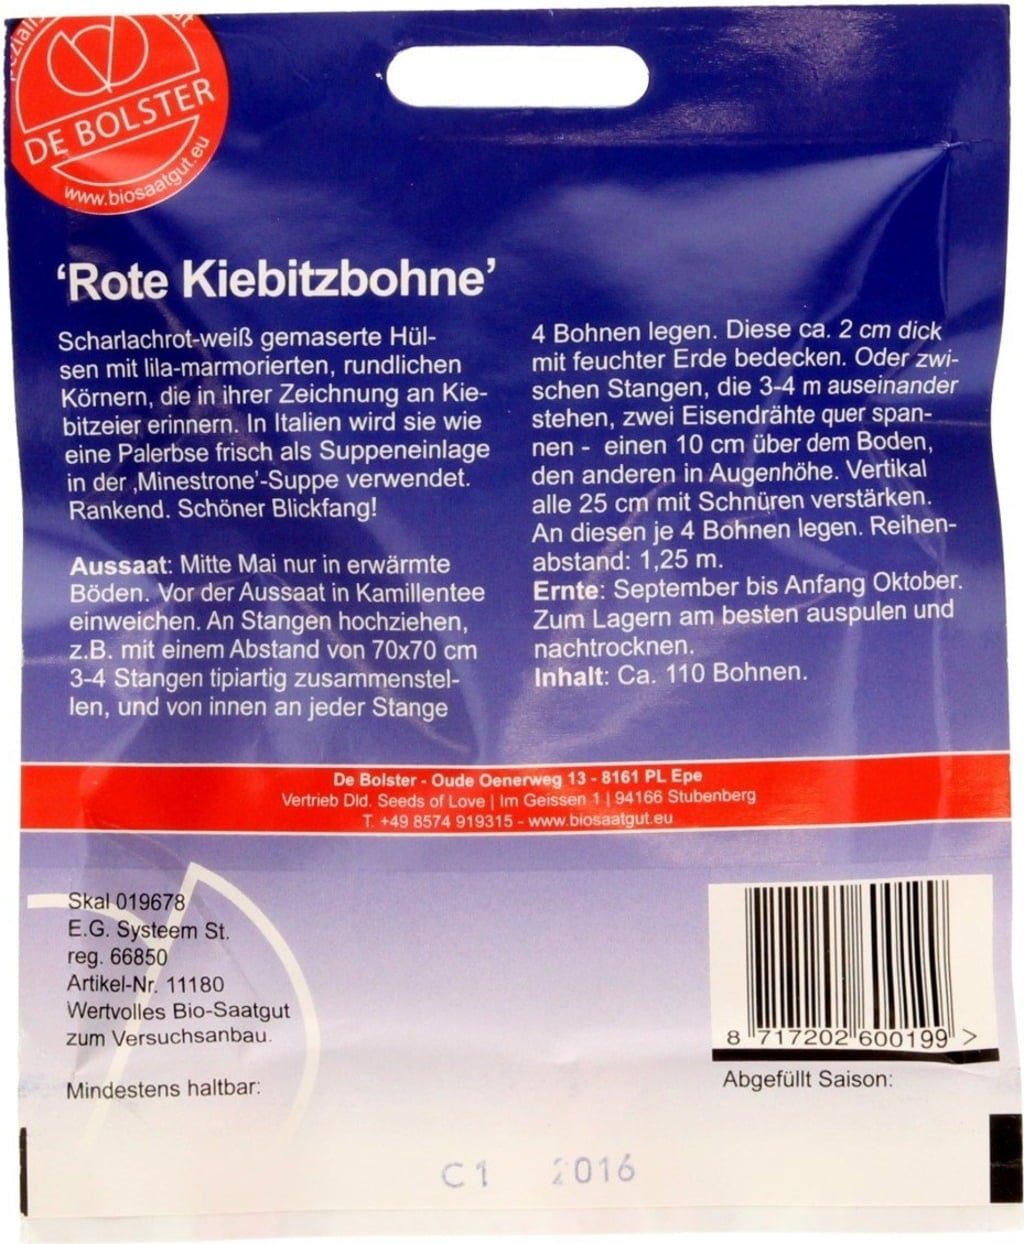 DE BOLSTER
www.biosaatgut.eu
‘Rote Kiebitzbohne’
Scharlachrot-weiß gemaserte Hül-
sen mit lila-marmorierten, rundlichen
Körnern, die in ihrer Zeichnung an Kie-
bitzeier erinnern. In Italien wird sie wie
eine Palerbse frisch als Suppeneinlage
in der ‚Minestrone’-Suppe verwendet.
Rankend. Schöner Blickfang!
Aussaat: Mitte Mai nur in erwärmte
Böden. Vor der Aussaat in Kamillentee
einweichen. An Stangen hochziehen,
z.B. mit einem Abstand von 70x70 cm
3-4 Stangen tipiartig zusammenstel-
len, und von innen an jeder Stange
4 Bohnen legen. Diese ca. 2 cm dick
mit feuchter Erde bedecken. Oder zwi-
schen Stangen, die 3-4 m auseinander
stehen, zwei Eisendrähte quer span-
nen - einen 10 cm über dem Boden,
den anderen in Augenhöhe. Vertikal
alle 25 cm mit Schnüren verstärken.
An diesen je 4 Bohnen legen. Reihen-
abstand: 1,25 m.
Ernte: September bis Anfang Oktober.
Zum Lagern am besten auspulen und
nachtrocknen.
Inhalt: Ca. 110 Bohnen.
De Bolster - Oude Oenerweg 13 - 8161 PL Epe
Vertrieb Dld. Seeds of Love | Im Geissen 1 | 94166 Stubenberg
T. +49 8574 919315 - www.biosaatgut.eu
Skal 019678
E.G. Systeem St.
reg. 66850
Artikel-Nr. 11180
Wertvolles Bio-Saatgut
zum Versuchsanbau.
Mindestens haltbar:
8 717202 600199 >
Abgefüllt Saison:
C1 2016